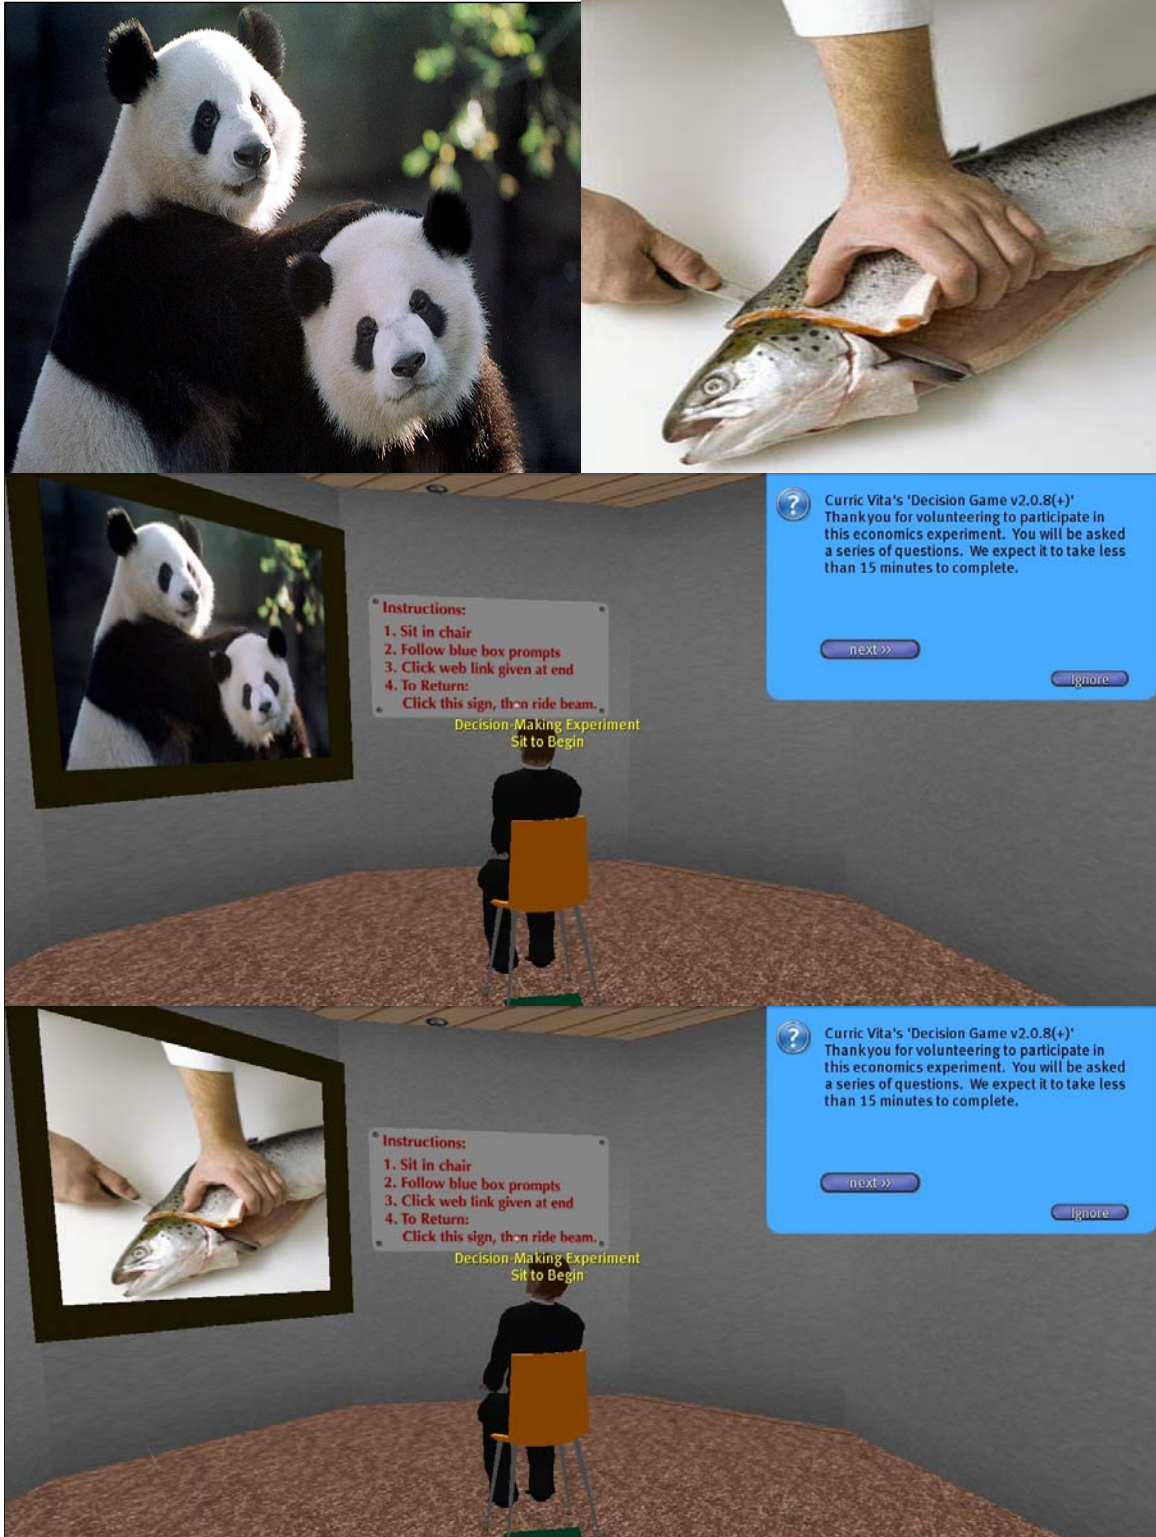 Curric Vita's 'Decision Game v2.0.8(+)'
Thank you for volunteering to participate in
this economics experiment. You will be asked
a series of questions. We expect it to take less
than 15 minutes to complete.
next >>
Ignore
Instructions:
1. Sit in chair
2. Follow blue box prompts
3. Click web link given at end
4. To Return:
Click this sign, then ride beam.
Decision-Making Experiment
Sit to Begin
Curric Vita's 'Decision Game v2.0.8(+)'
Thank you for volunteering to participate in
this economics experiment. You will be asked
a series of questions. We expect it to take less
than 15 minutes to complete.
next >>
Ignore
Instructions:
1. Sit in chair
2. Follow blue box prompts
3. Click web link given at end
4. To Return:
Click this sign, then ride beam.
Decision-Making Experiment
Sit to Begin